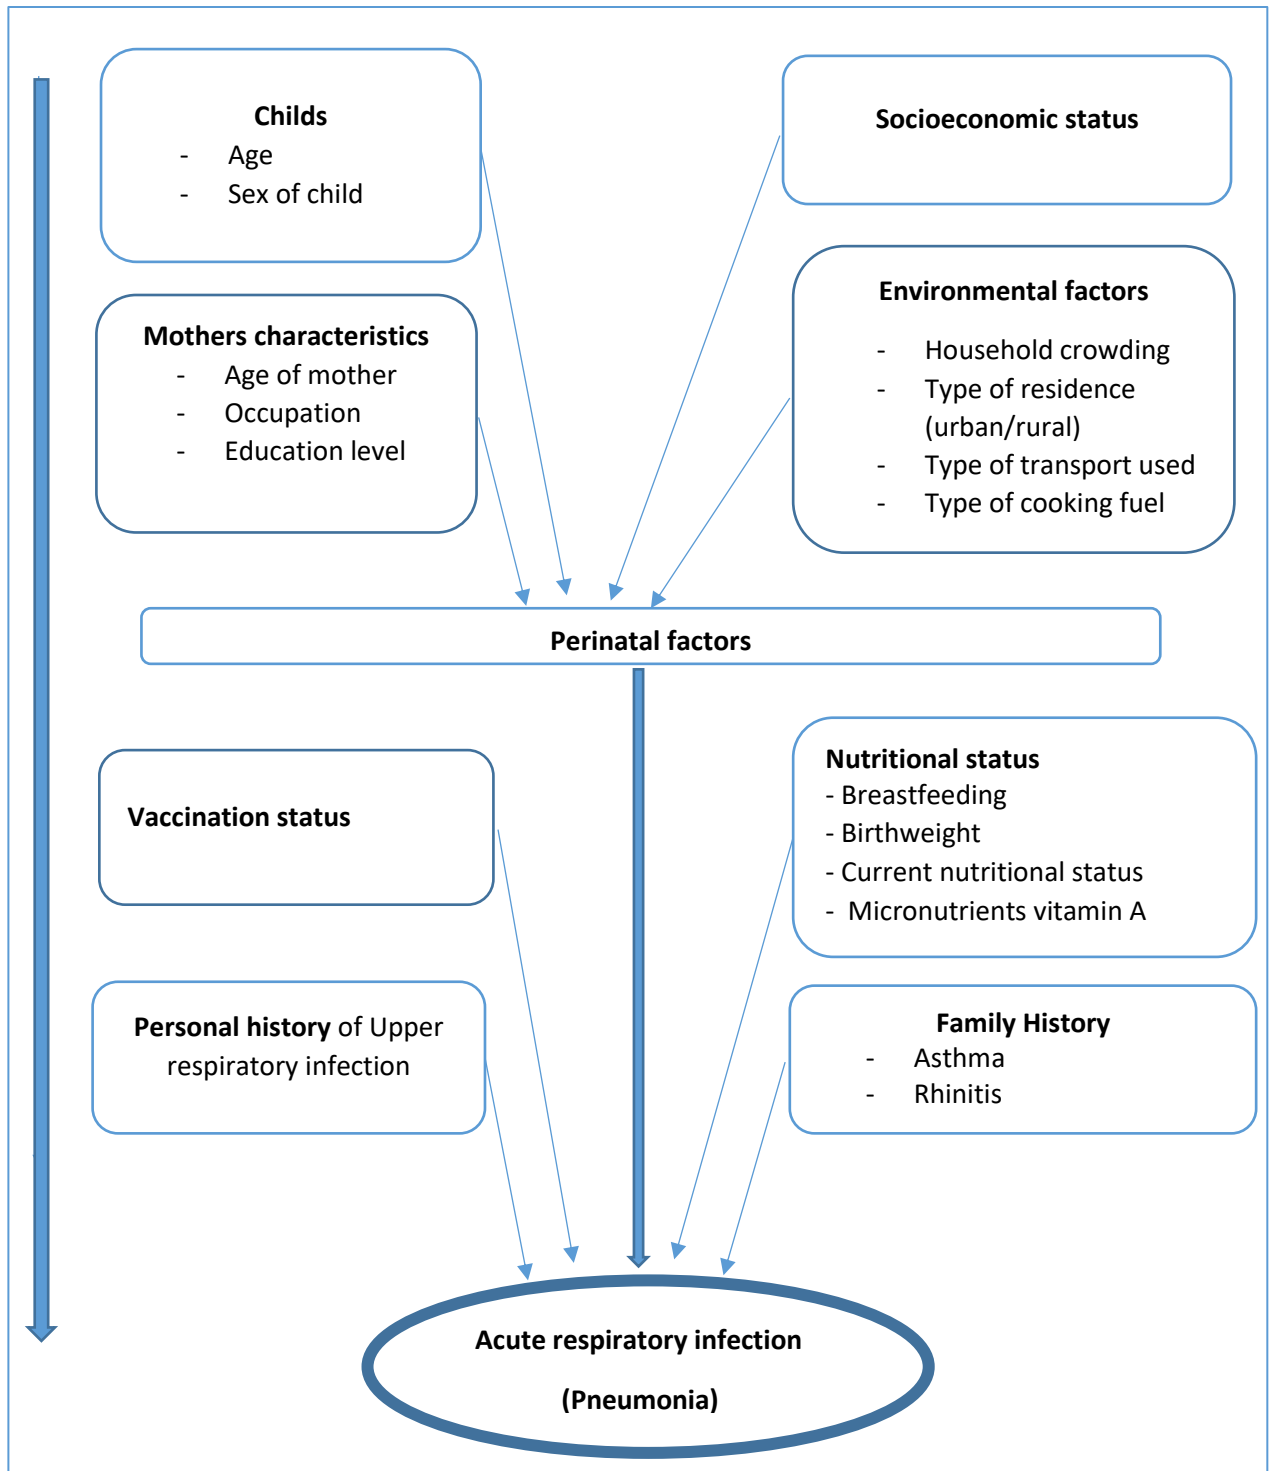 Childs
- Age
- Sex of child
Socioeconomic status
Mothers characteristics
- Age of mother
- Occupation
- Education level
Environmental factors
- Household crowding
- Type of residence
(urban/rural)
- Type of transport used
- Type of cooking fuel
Perinatal factors
Vaccination status
Nutritional status
- Breastfeeding
- Birthweight
- Current nutritional status
- Micronutrients vitamin A
Personal history of Upper
respiratory infection
Family History
- Asthma
- Rhinitis
Acute respiratory infection
(Pneumonia)